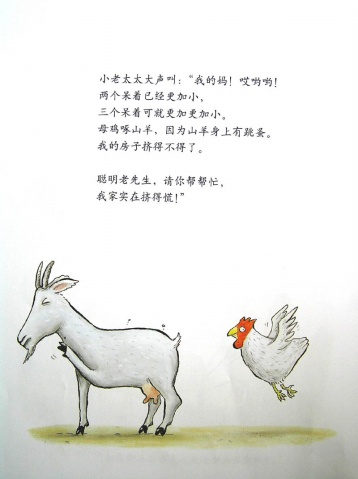 小老太太大声叫：“我的妈！哎哟哟！
两个呆着已经更加小，
三个呆着可就更加更加小。
母鸡啄山羊，因为山羊身上有跳蚤。
我的房子挤得不得了。
聪明老先生，请你帮帮忙，
我家实在挤得慌！”